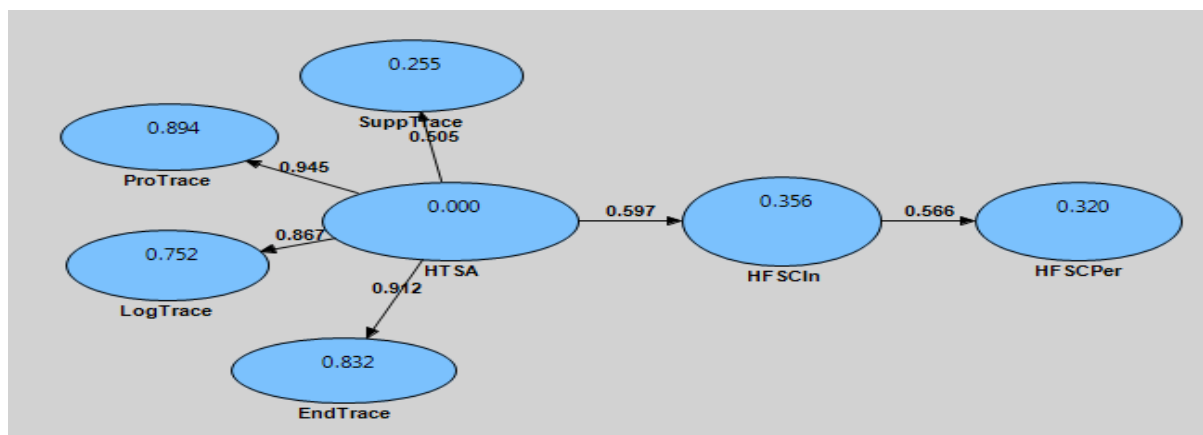 0.255
SuppTrace
0.505
0.894
ProTrace
0.945
0.000
HTSA
0.597
0.356
HFSCIn
0.566
0.320
HFSCPer
0.867
0.752
LogTrace
0.912
0.832
EndTrace